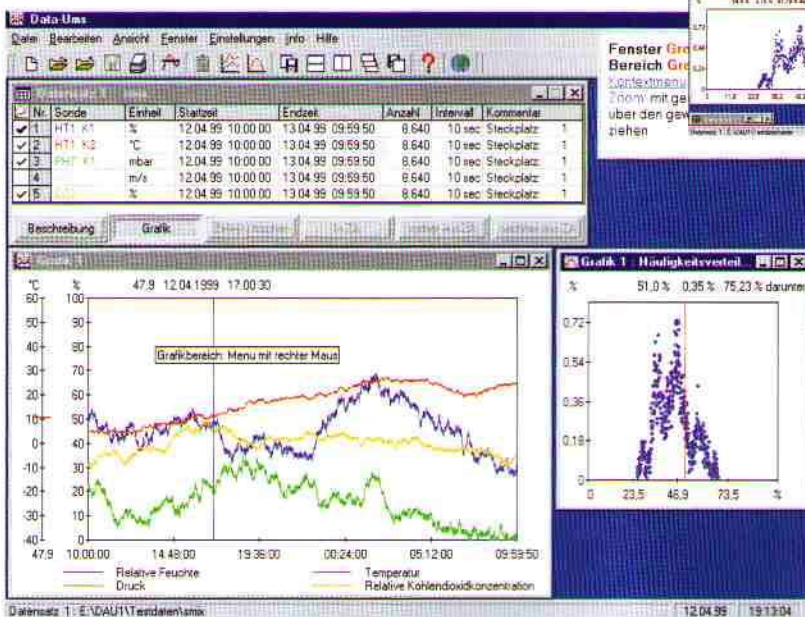 Data-Ums
Datei Bearbeiten Ansicht Fenster Einstellungen Info Hilfe
Fenster
Bereich
Kontextmenu
Zoom mit
über den
ziehen
Datensatz 1 smix
Nr. Sonde Einheit Startzeit Endzeit Anzahl Intervall Kommentar
1 HT1 K1 % 12.04.99 10:00:00 13.04.99 09:59:50 8.640 10 sec Steckplatz: 1
2 HT1 K2 °C 12.04.99 10:00:00 13.04.99 09:59:50 8.640 10 sec Steckplatz: 1
3 K1 mbar 12.04.99 10:00:00 13.04.99 09:59:50 8.640 10 sec Steckplatz: 1
4 m/s 12.04.99 10:00:00 13.04.99 09:59:50 8.640 10 sec Steckplatz: 1
5 % 12.04.99 10:00:00 13.04.99 09:59:50 8.640 10 sec Steckplatz: 1
Beschreibung Grafik
Grafik 1
°C % 47,9 12.04.1999 17:00:30
60 100
50 90
40 80
30 70
20 60
10 50
0 40
-10 30
-20 20
-30 10
-40 0
Grafikbereich: Menu mit rechter Maus
47,9 10:00:00 14:48:00 19:36:00 00:24:00 05:12:00 09:59:50
Relative Feuchte Temperatur
Druck Relative Kohlendioxidkonzentration
Grafik 1 : Häufigkeitsverteil...
% 51,0 % 0,35 % 75,23 % darunter
0,72
0,54
0,36
0,18
0 23,5 46,9 73,5 %
Datensatz 1 : E:\DAU1\Testdaten\smix 12.04.99 19:13:04